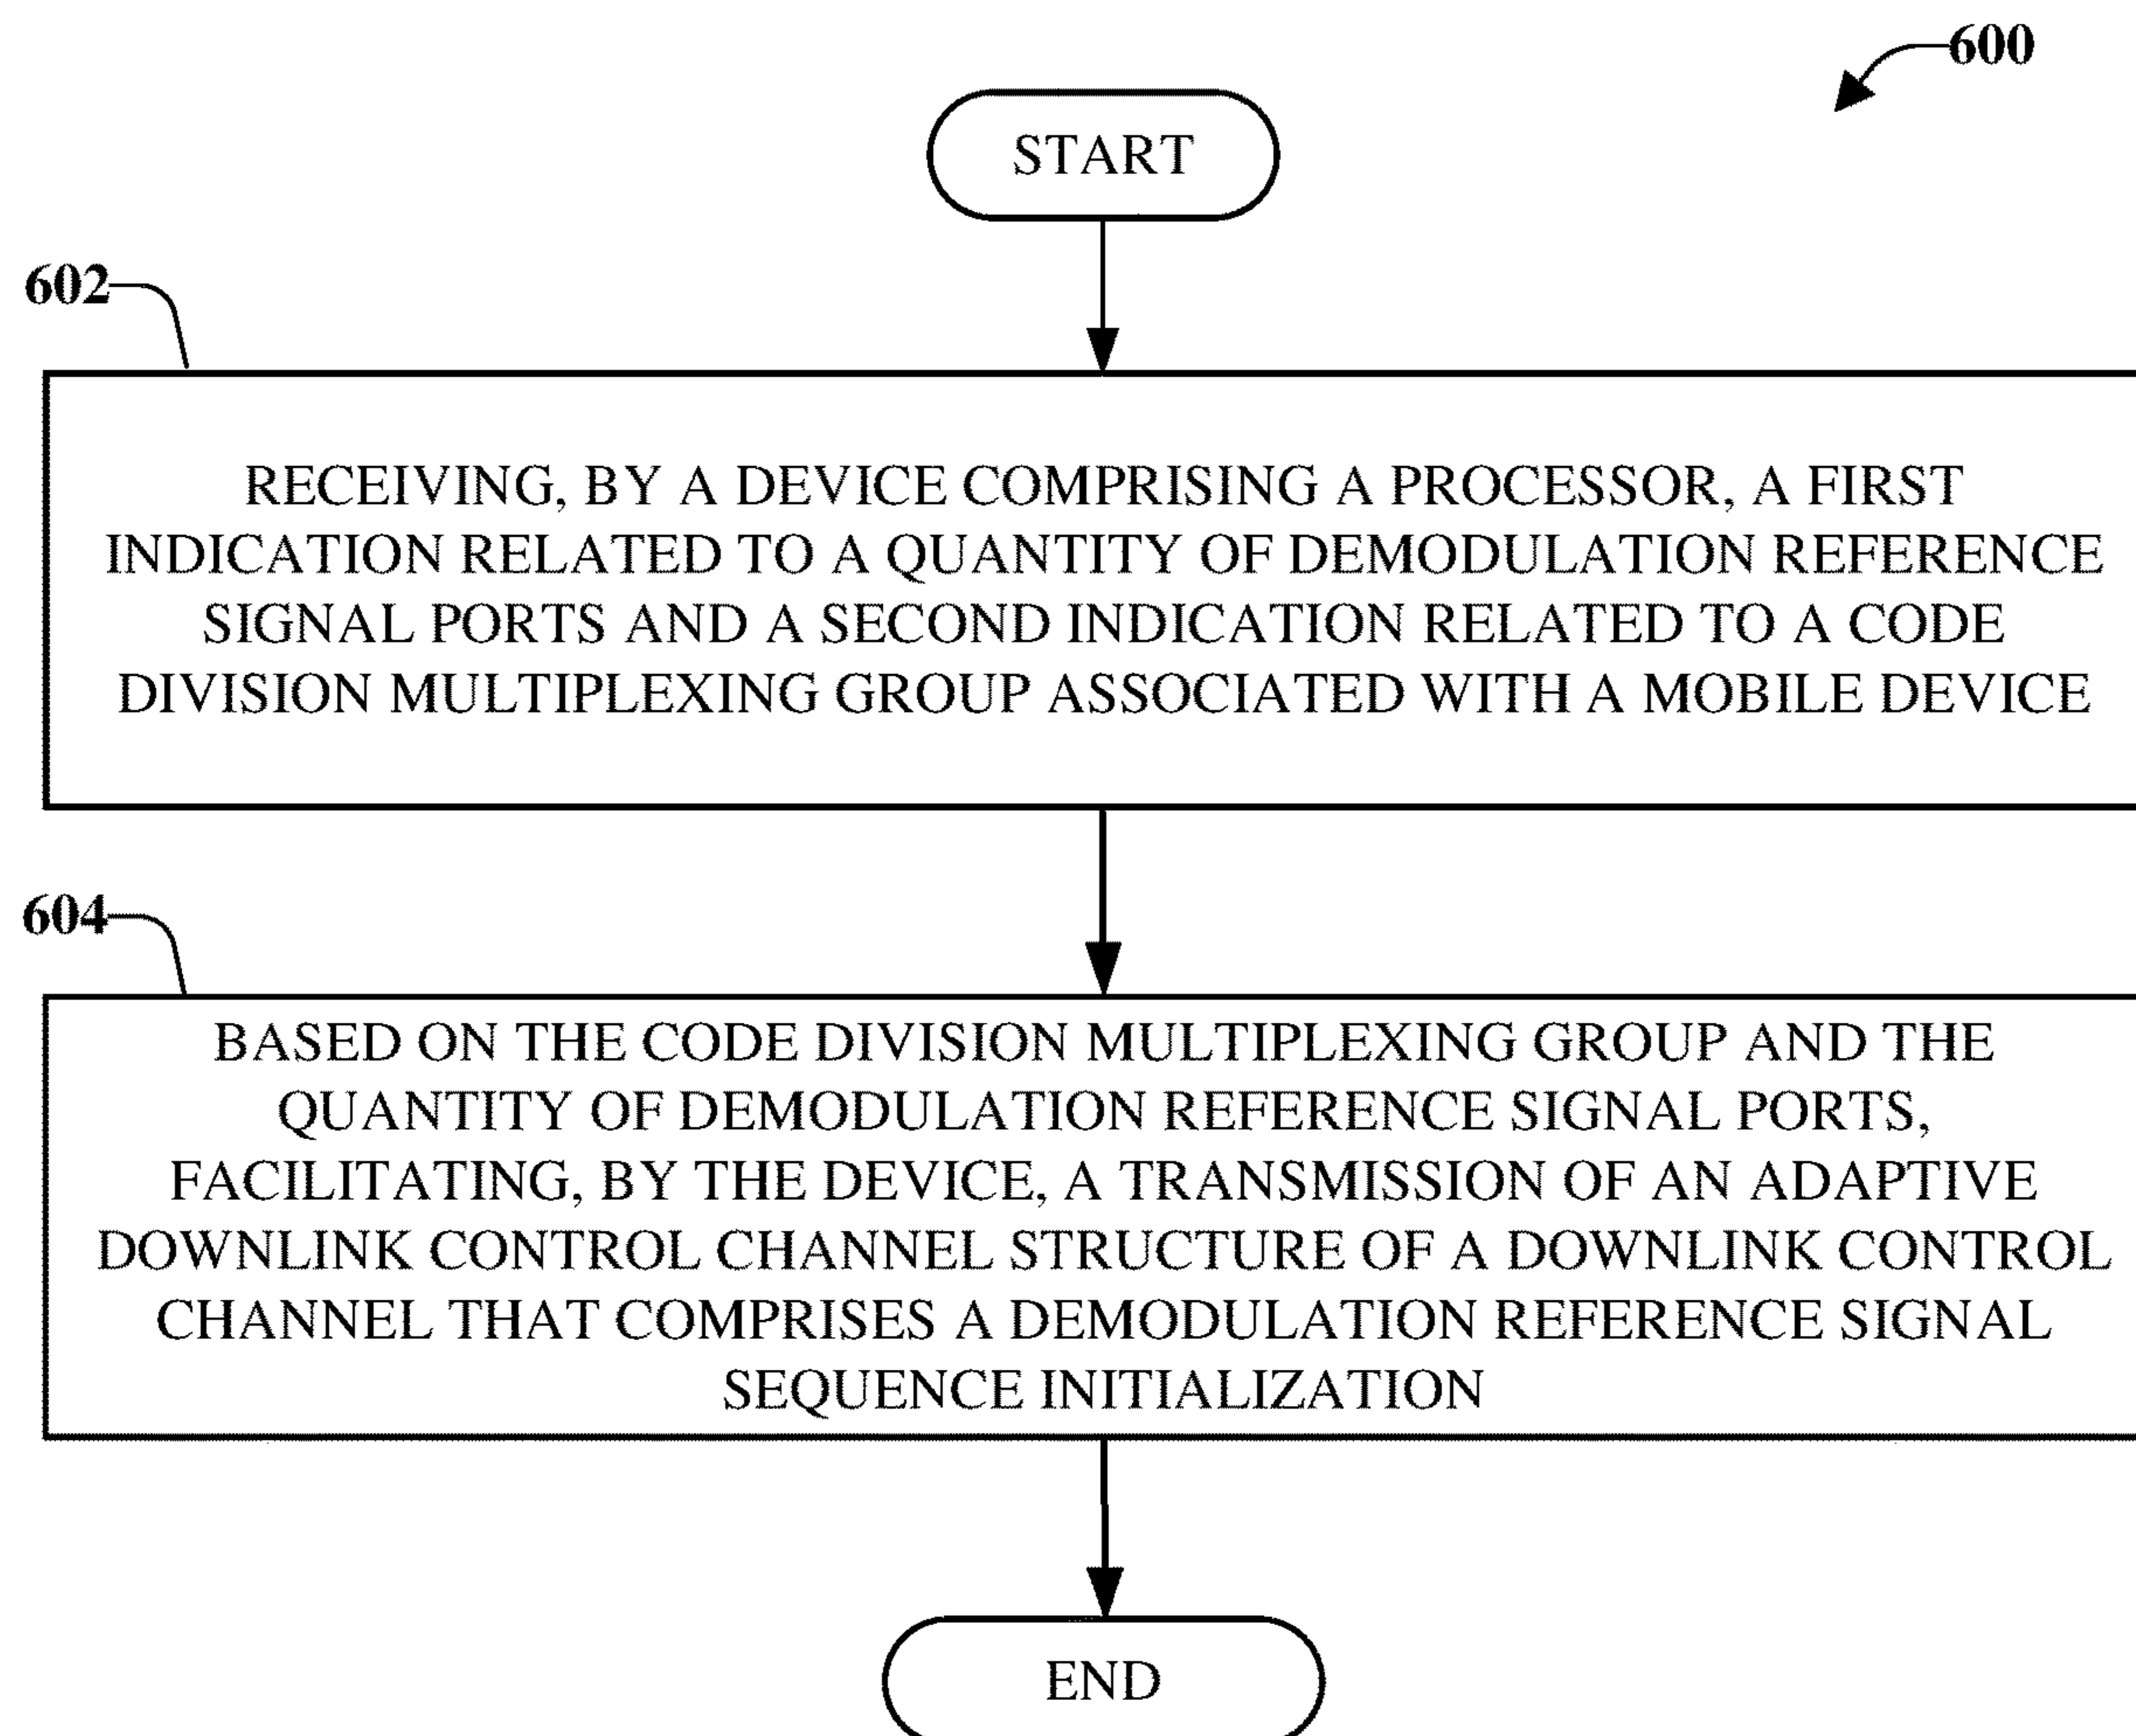 600
START
602
RECEIVING, BY A DEVICE COMPRISING A PROCESSOR, A FIRST
INDICATION RELATED TO A QUANTITY OF DEMODULATION REFERENCE
SIGNAL PORTS AND A SECOND INDICATION RELATED TO A CODE
DIVISION MULTIPLEXING GROUP ASSOCIATED WITH A MOBILE DEVICE
604
BASED ON THE CODE DIVISION MULTIPLEXING GROUP AND THE
QUANTITY OF DEMODULATION REFERENCE SIGNAL PORTS,
FACILITATING, BY THE DEVICE, A TRANSMISSION OF AN ADAPTIVE
DOWNLINK CONTROL CHANNEL STRUCTURE OF A DOWNLINK CONTROL
CHANNEL THAT COMPRISES A DEMODULATION REFERENCE SIGNAL
SEQUENCE INITIALIZATION
END